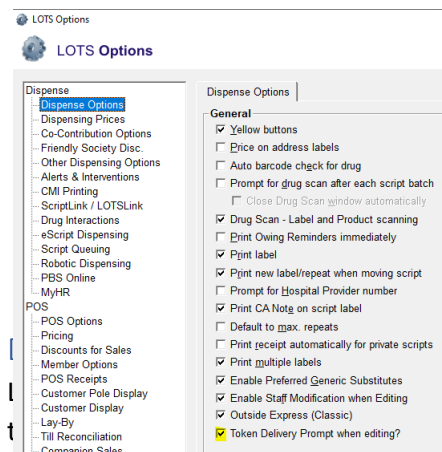 LOTS Options
LOTS Options
Dispense
Dispense Options
Dispensing Prices
Co-Contribution Options
Friendly Society Disc.
Other Dispensing Options
Alerts & Interventions
CMI Printing
ScriptLink / LOTSLink
Drug Interactions
eScript Dispensing
Script Queuing
Robotic Dispensing
PBS Online
MyHR
POS
POS Options
Pricing
Discounts for Sales
Member Options
POS Receipts
Customer Pole Display
Customer Display
Lay-By
Till Reconciliation
Companion Sales
Dispense Options
General
Yellow buttons
Price on address labels
Auto barcode check for drug
Prompt for drug scan after each script batch
Close Drug Scan window automatically
Drug Scan - Label and Product scanning
Print Owing Reminders immediately
Print label
Print new label/repeat when moving script
Prompt for Hospital Provider number
Print CA Note on script label
Default to max. repeats
Print receipt automatically for private scripts
Print multiple labels
Enable Preferred Generic Substitutes
Enable Staff Modification when Editing
Outside Express (Classic)
Token Delivery Prompt when editing?